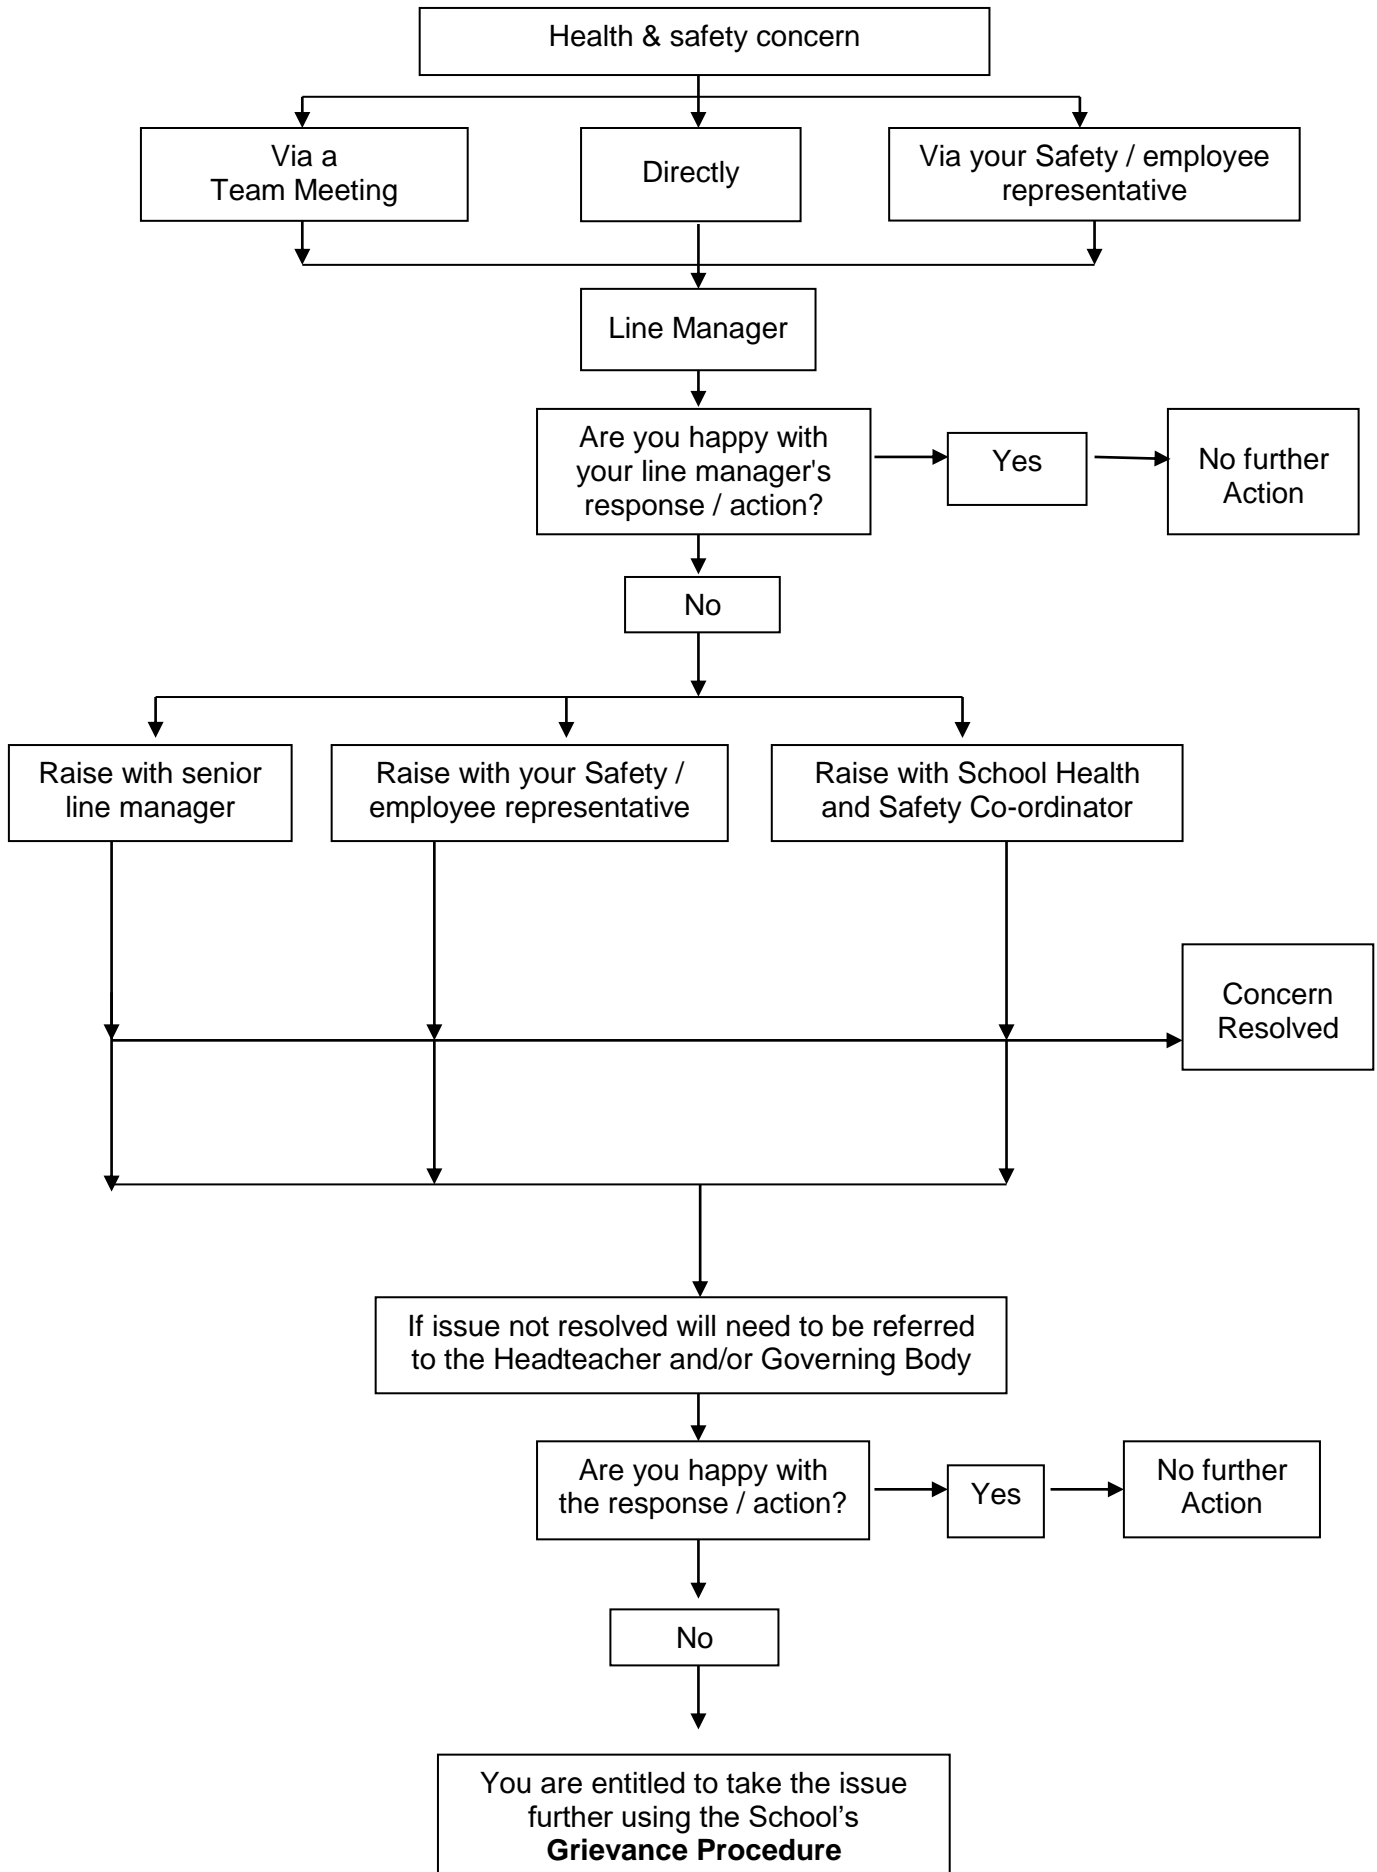 Health & safety concern
Via a
Team Meeting
Directly
Via your Safety / employee
representative
Line Manager
Are you happy with
your line manager's
response / action?
Yes
No further
Action
No
Raise with senior
line manager
Raise with your Safety /
employee representative
Raise with School Health
and Safety Co-ordinator
Concern
Resolved
If issue not resolved will need to be referred
to the Headteacher and/or Governing Body
Are you happy with
the response / action?
Yes
No further
Action
No
You are entitled to take the issue
further using the School’s
Grievance Procedure